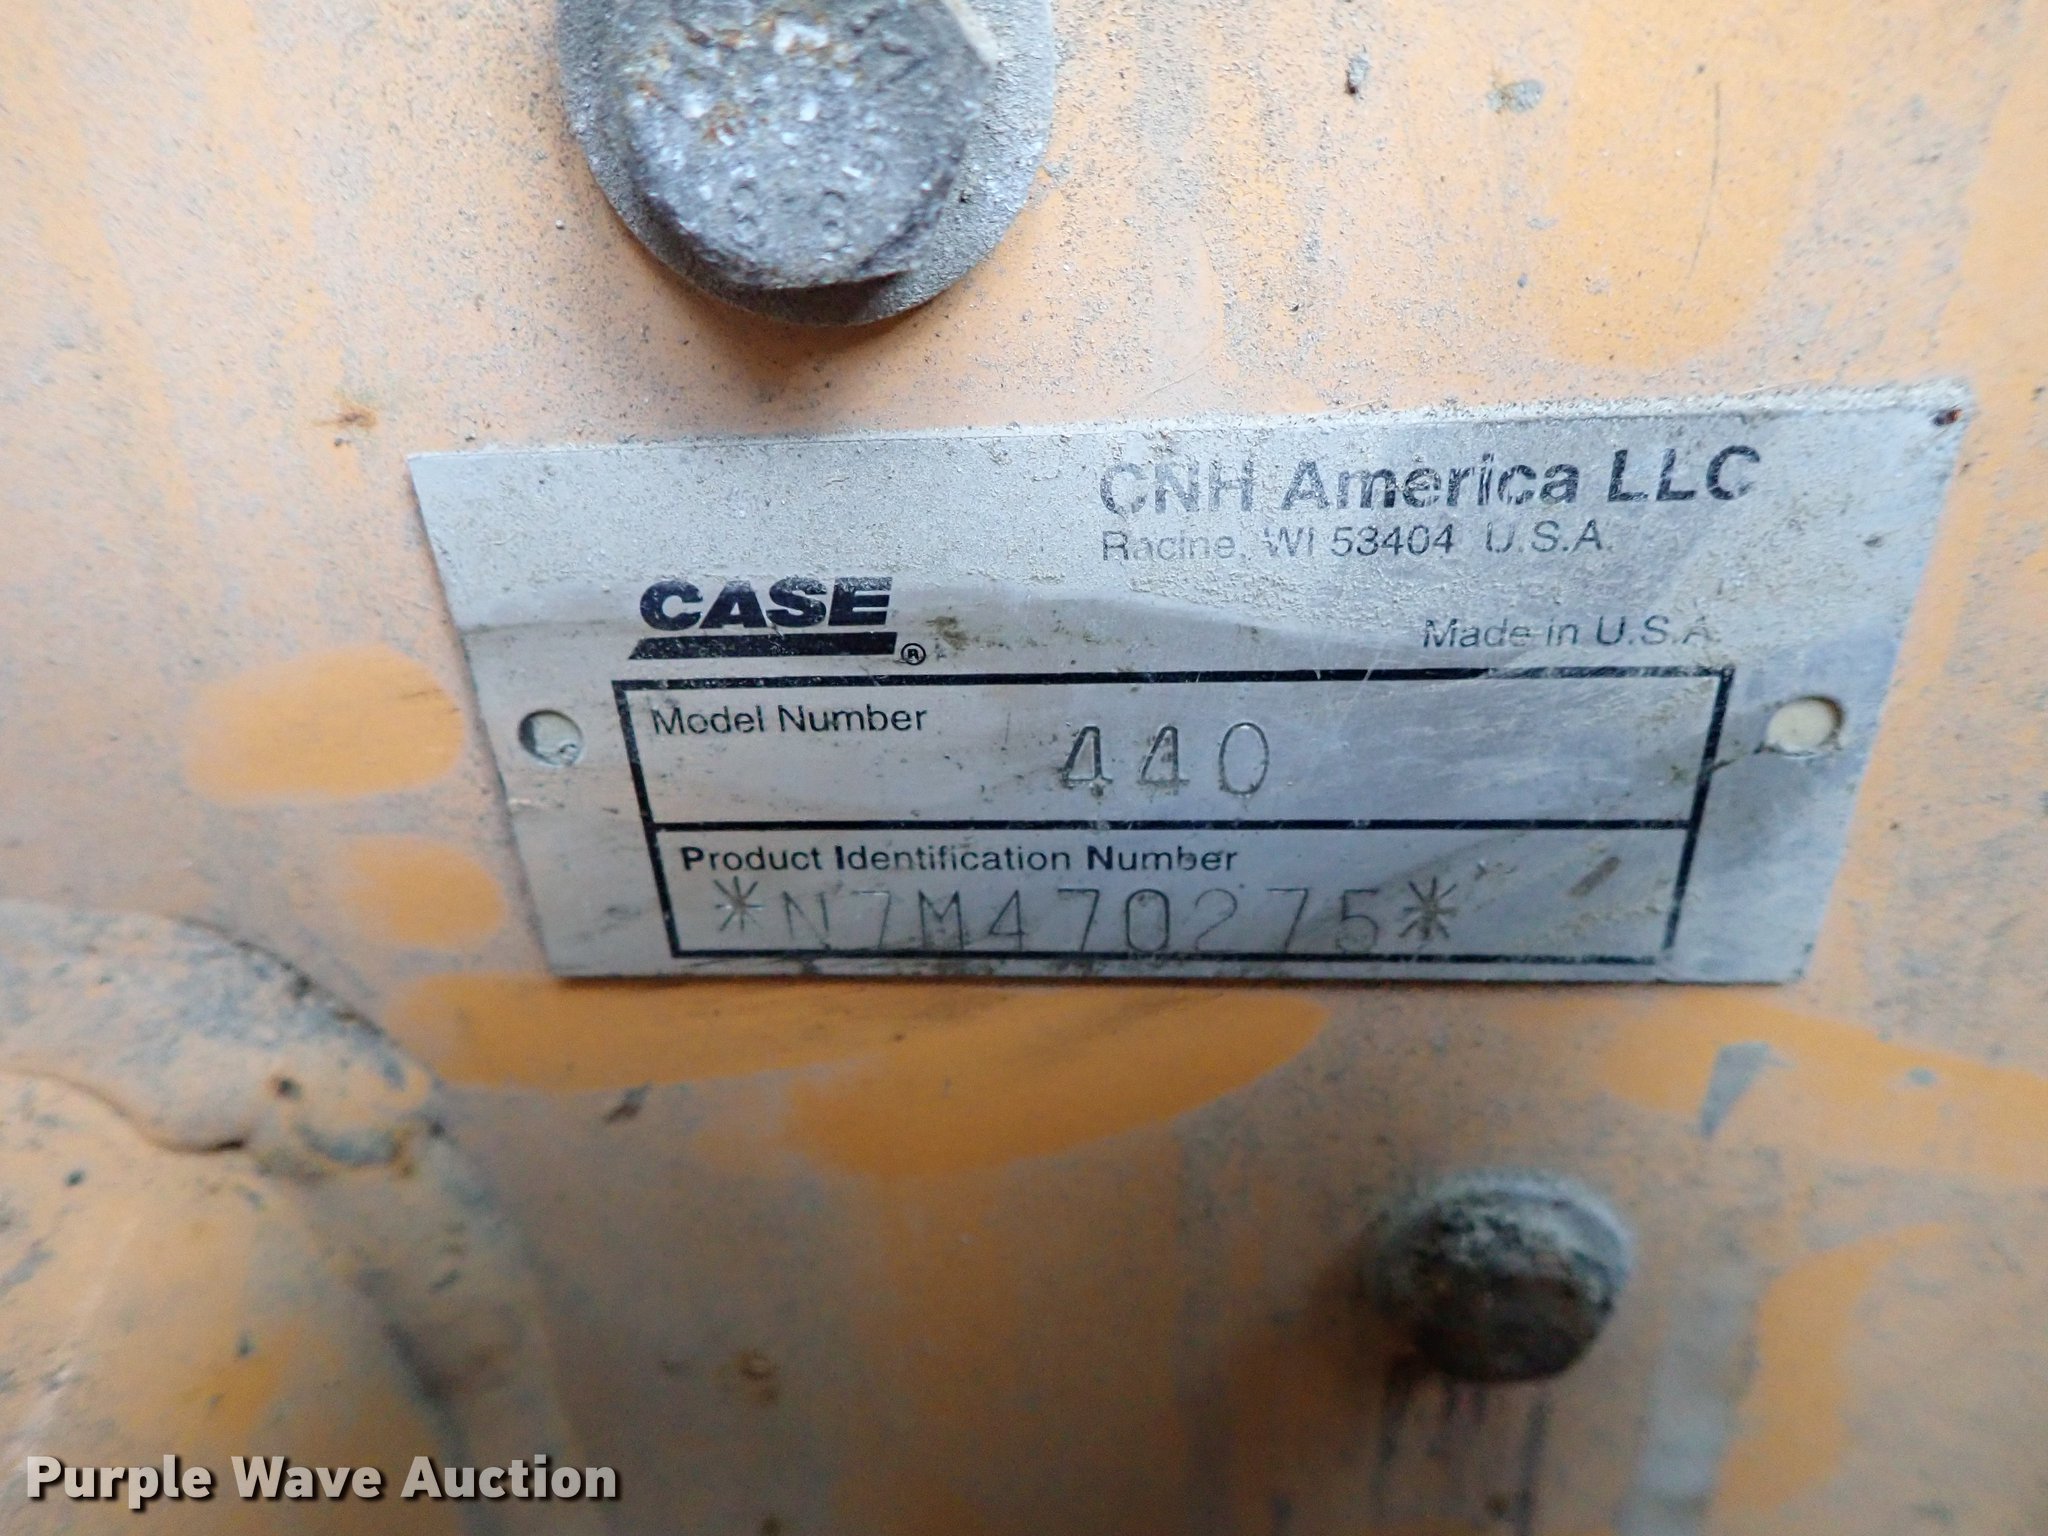 CNH America LLC
Racine, WI 53404 U.S.A.
CASE®
Made in U.S.A.
Model Number
440
Product Identification Number
*N7M470275*
Purple Wave Auction